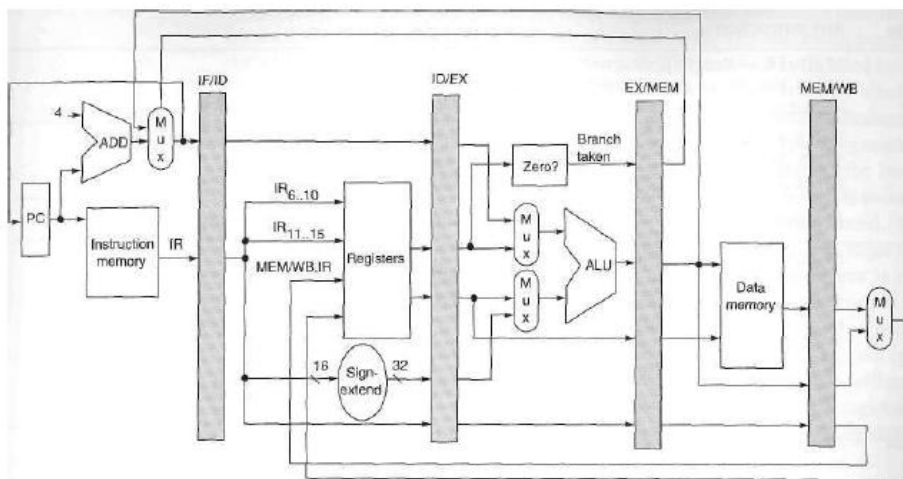 IF/ID
ID/EX
EX/MEM
MEM/WB
4
ADD
M
u
x
Branch
taken
Zero?
PC
Instruction
memory
IR
IR6..10
IR11..15
MEM/WB.IR
Registers
M
u
x
M
u
x
ALU
Data
memory
M
u
x
16
Sign-
extend
32